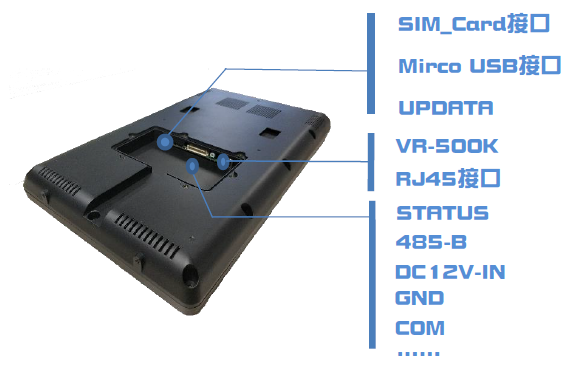 SIM_Card接口
Mirco USB接口
UPDATA
VR-500K
RJ45接口
STATUS
485-B
DC12V-IN
GND
COM
......